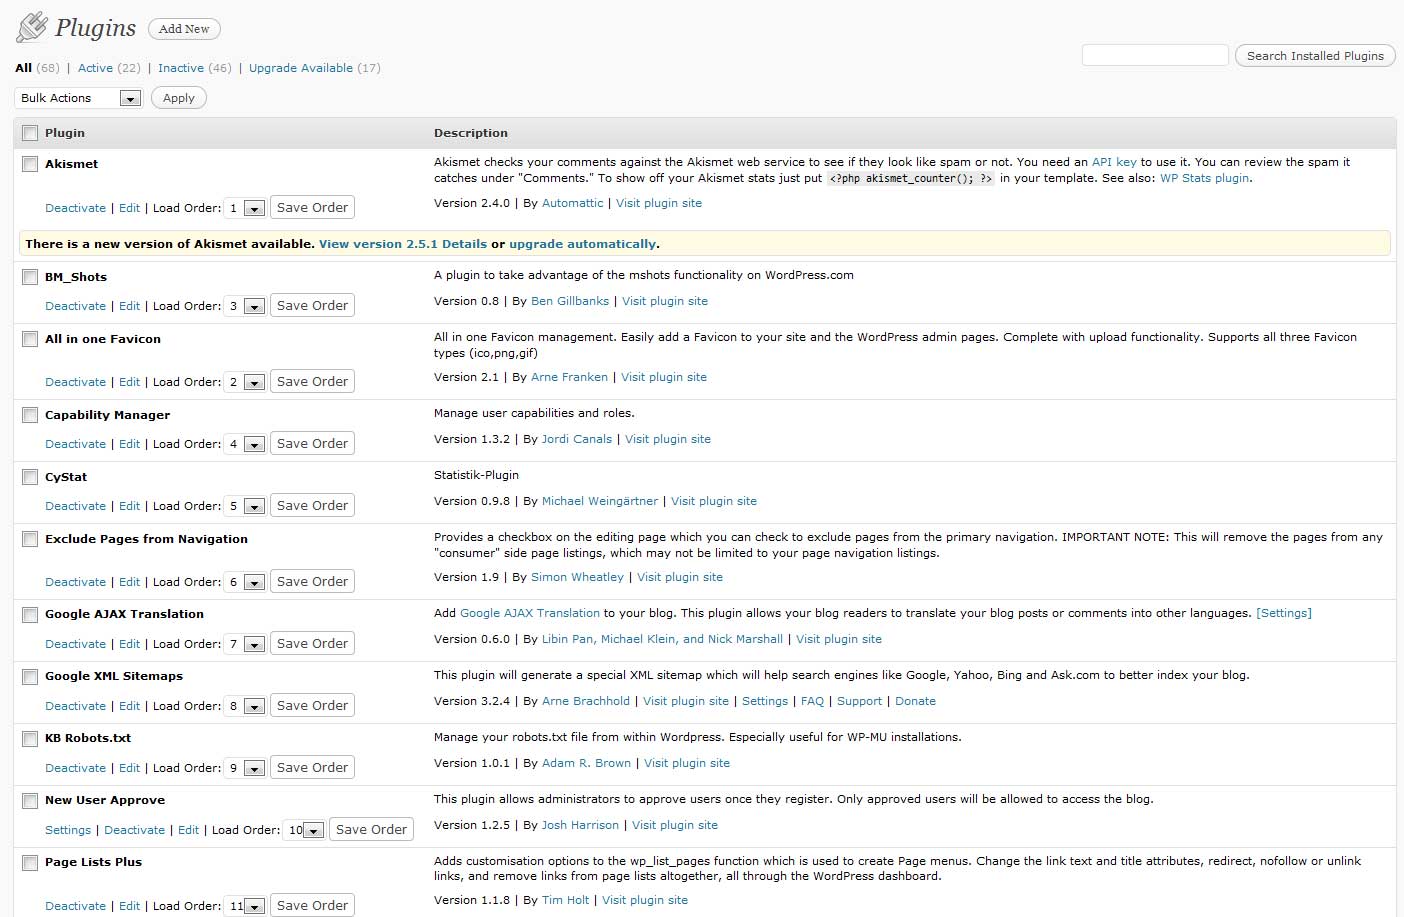 Plugins Add New
Search Installed Plugins
All (68) | Active (22) | Inactive (46) | Upgrade Available (17)
Bulk Actions Apply
Plugin Description
Akismet
Akismet checks your comments against the Akismet web service to see if they look like spam or not. You need an API key to use it. You can review the spam it
catches under "Comments." To show off your Akismet stats just put <?php akismet_counter(); ?> in your template. See also: WP Stats plugin.
Deactivate | Edit | Load Order: 1 Save Order
Version 2.4.0 | By Automattic | Visit plugin site
There is a new version of Akismet available. View version 2.5.1 Details or upgrade automatically.
BM_Shots
A plugin to take advantage of the mshots functionality on WordPress.com
Deactivate | Edit | Load Order: 3 Save Order
Version 0.8 | By Ben Gillbanks | Visit plugin site
All in one Favicon
All in one Favicon management. Easily add a Favicon to your site and the WordPress admin pages. Complete with upload functionality. Supports all three Favicon
types (ico,png,gif)
Deactivate | Edit | Load Order: 2 Save Order
Version 2.1 | By Arne Franken | Visit plugin site
Capability Manager
Manage user capabilities and roles.
Deactivate | Edit | Load Order: 4 Save Order
Version 1.3.2 | By Jordi Canals | Visit plugin site
CyStat
Statistik-Plugin
Deactivate | Edit | Load Order: 5 Save Order
Version 0.9.8 | By Michael Weingärtner | Visit plugin site
Exclude Pages from Navigation
Provides a checkbox on the editing page which you can check to exclude pages from the primary navigation. IMPORTANT NOTE: This will remove the pages from any
"consumer" side page listings, which may not be limited to your page navigation listings.
Deactivate | Edit | Load Order: 6 Save Order
Version 1.9 | By Simon Wheatley | Visit plugin site
Google AJAX Translation
Add Google AJAX Translation to your blog. This plugin allows your blog readers to translate your blog posts or comments into other languages. [Settings]
Deactivate | Edit | Load Order: 7 Save Order
Version 0.6.0 | By Libin Pan, Michael Klein, and Nick Marshall | Visit plugin site
Google XML Sitemaps
This plugin will generate a special XML sitemap which will help search engines like Google, Yahoo, Bing and Ask.com to better index your blog.
Deactivate | Edit | Load Order: 8 Save Order
Version 3.2.4 | By Arne Brachhold | Visit plugin site | Settings | FAQ | Support | Donate
KB Robots.txt
Manage your robots.txt file from within Wordpress. Especially useful for WP-MU installations.
Deactivate | Edit | Load Order: 9 Save Order
Version 1.0.1 | By Adam R. Brown | Visit plugin site
New User Approve
This plugin allows administrators to approve users once they register. Only approved users will be allowed to access the blog.
Settings | Deactivate | Edit | Load Order: 10 Save Order
Version 1.2.5 | By Josh Harrison | Visit plugin site
Page Lists Plus
Adds customisation options to the wp_list_pages function which is used to create Page menus. Change the link text and title attributes, redirect, nofollow or unlink
links, and remove links from page lists altogether, all through the WordPress dashboard.
Deactivate | Edit | Load Order: 11 Save Order
Version 1.1.8 | By Tim Holt | Visit plugin site